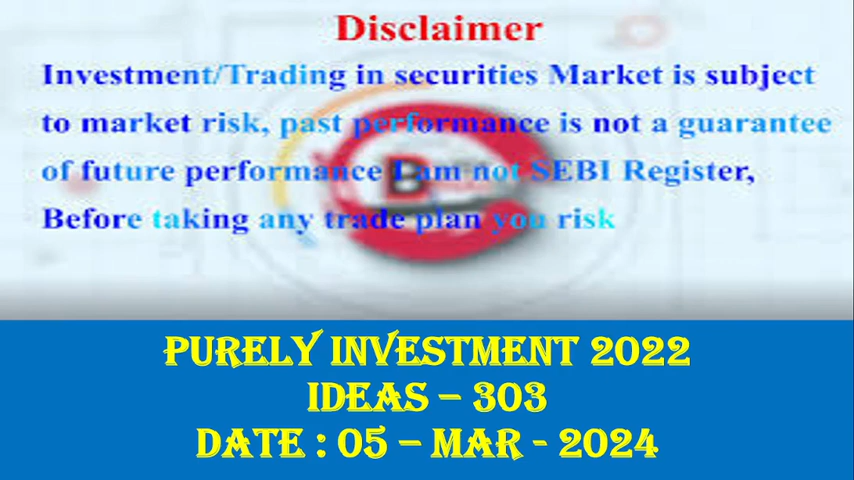 Disclaimer
Investment/Trading in securities Market is subject
to market risk, past performance is not a guarantee
of future performance I am not SEBI Register,
Before taking any trade plan you risk
PURELY INVESTMENT 2022
IDEAS – 303
DATE : 05 – MAR - 2024